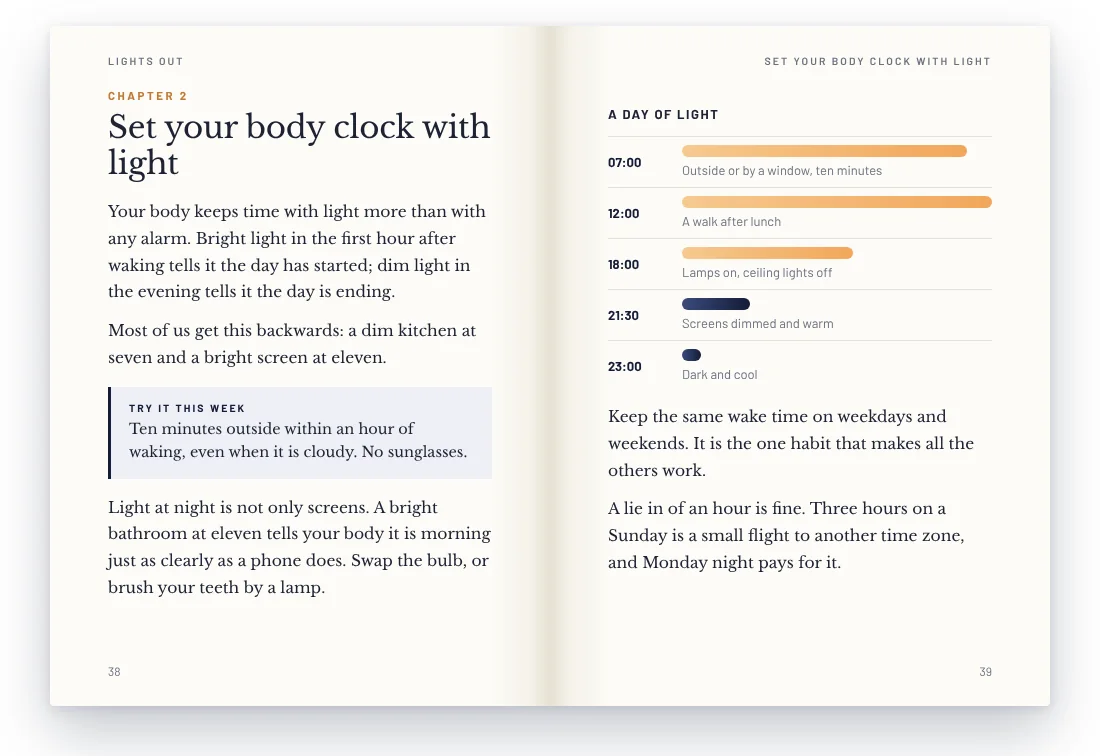 LIGHTS OUT
CHAPTER 2
Set your body clock with
light
Your body keeps time with light more than with
any alarm. Bright light in the first hour after
waking tells it the day has started; dim light in
the evening tells it the day is ending.
Most of us get this backwards: a dim kitchen at
seven and a bright screen at eleven.
TRY IT THIS WEEK
Ten minutes outside within an hour of
waking, even when it is cloudy. No sunglasses.
Light at night is not only screens. A bright
bathroom at eleven tells your body it is morning
just as clearly as a phone does. Swap the bulb, or
brush your teeth by a lamp.
38
SET YOUR BODY CLOCK WITH LIGHT
A DAY OF LIGHT
07:00
Outside or by a window, ten minutes
12:00
A walk after lunch
18:00
Lamps on, ceiling lights off
21:30
Screens dimmed and warm
23:00
Dark and cool
Keep the same wake time on weekdays and
weekends. It is the one habit that makes all the
others work.
A lie in of an hour is fine. Three hours on a
Sunday is a small flight to another time zone,
and Monday night pays for it.
39